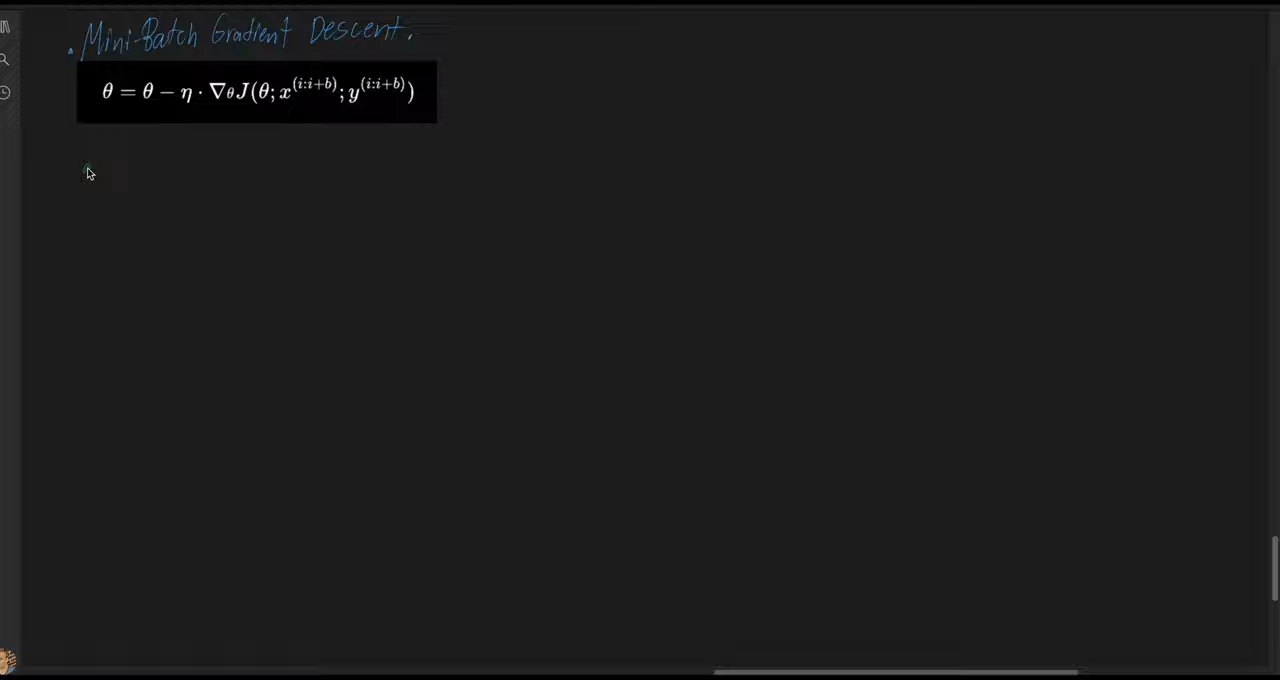 . Mini-Batch Gradient Descent.
θ = θ − η · ∇θJ(θ; x^(i:i+b); y^(i:i+b))